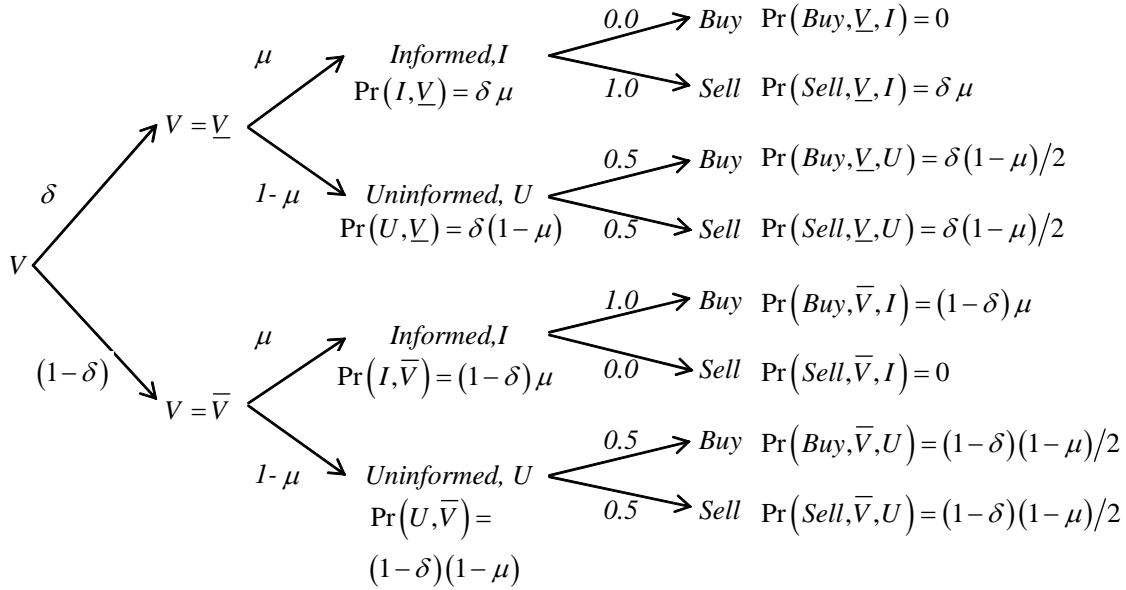 0.0 Buy Pr(Buy,V̲,I) = 0
μ Informed,I
Pr(I,V̲) = δ μ
1.0 Sell Pr(Sell,V̲,I) = δ μ
V = V̲
0.5 Buy Pr(Buy,V̲,U) = δ(1−μ)/2
δ 1- μ Uninformed, U
Pr(U,V̲) = δ(1−μ)
0.5 Sell Pr(Sell,V̲,U) = δ(1−μ)/2
V
1.0 Buy Pr(Buy,V̅,I) = (1−δ) μ
μ Informed,I
(1−δ) Pr(I,V̅) = (1−δ) μ
0.0 Sell Pr(Sell,V̅,I) = 0
V = V̅
0.5 Buy Pr(Buy,V̅,U) = (1−δ)(1−μ)/2
1- μ Uninformed, U
0.5 Sell Pr(Sell,V̅,U) = (1−δ)(1−μ)/2
Pr(U,V̅) =
(1−δ)(1−μ)